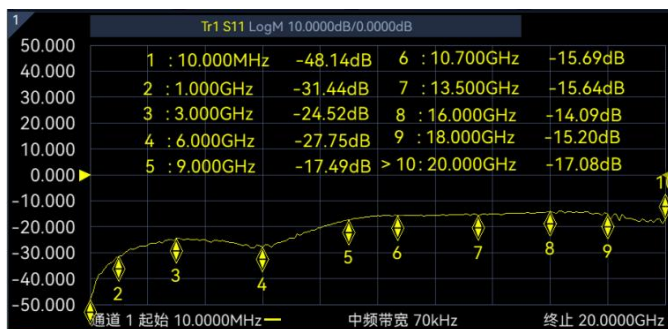 1
Tr1 S11 LogM 10.0000dB/0.0000dB
50.000
40.000
30.000
20.000
10.000
0.000
-10.000
-20.000
-30.000
-40.000
-50.000
1 : 10.000MHz -48.14dB
2 : 1.000GHz -31.44dB
3 : 3.000GHz -24.52dB
4 : 6.000GHz -27.75dB
5 : 9.000GHz -17.49dB
6 : 10.700GHz -15.69dB
7 : 13.500GHz -15.64dB
8 : 16.000GHz -14.09dB
9 : 18.000GHz -15.20dB
> 10 : 20.000GHz -17.08dB
2
3
4
5
6
7
8
9
通道 1 起始 10.0000MHz
中频带宽 70kHz
终止 20.0000GHz